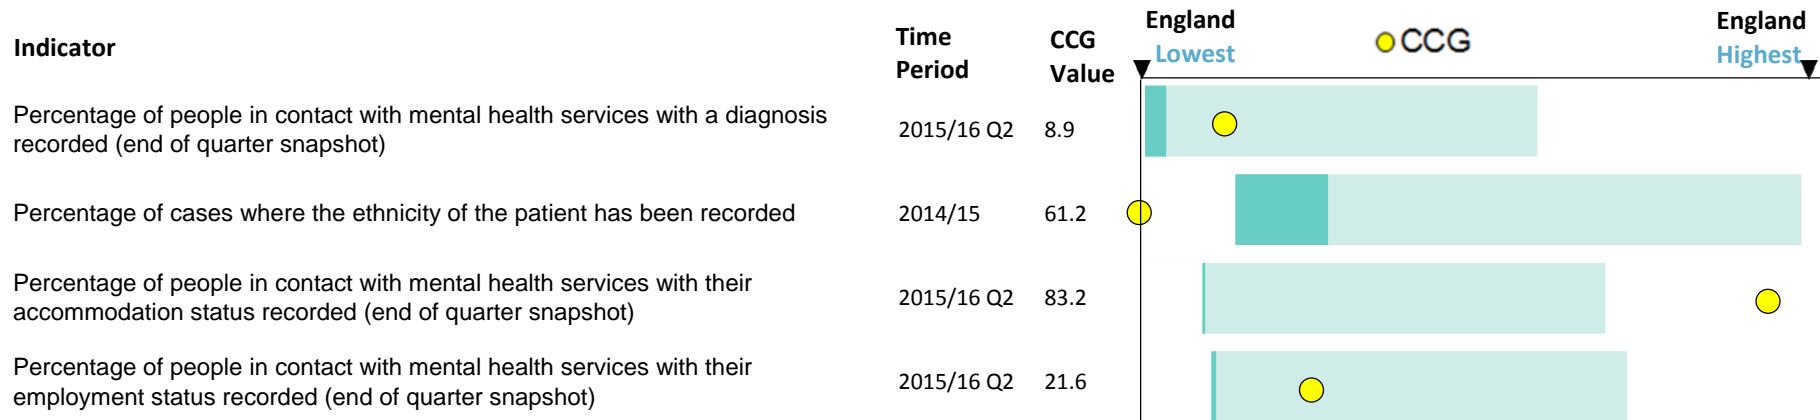 Indicator
Time Period
CCG Value
England Lowest
CCG
England Highest
Percentage of people in contact with mental health services with a diagnosis
recorded (end of quarter snapshot)
2015/16 Q2
8.9
Percentage of cases where the ethnicity of the patient has been recorded
2014/15
61.2
Percentage of people in contact with mental health services with their
accommodation status recorded (end of quarter snapshot)
2015/16 Q2
83.2
Percentage of people in contact with mental health services with their
employment status recorded (end of quarter snapshot)
2015/16 Q2
21.6